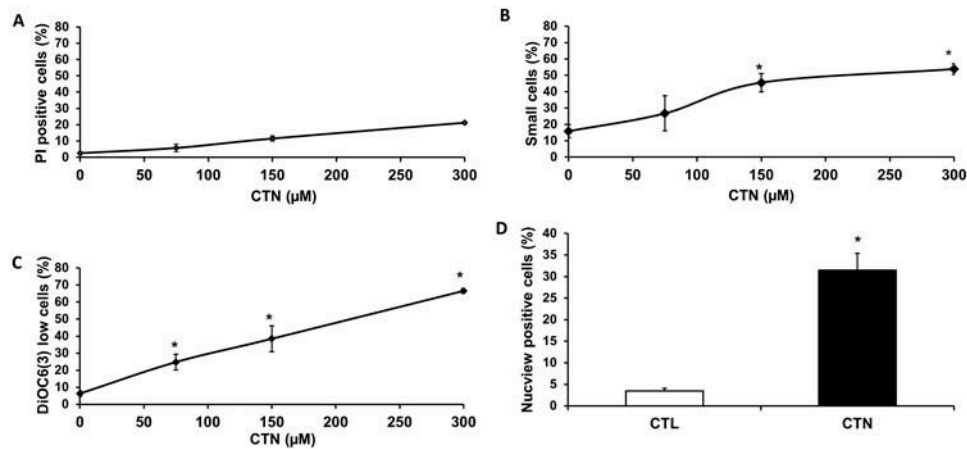 A
PI positive cells (%)
80
70
60
50
40
30
20
10
0
0 50 100 150 200 250 300
CTN (µM)
B
Small cells (%)
80
70
60
50
40
30
20
10
0
* *
0 50 100 150 200 250 300
CTN (µM)
C
DiOC6(3) low cells (%)
80
70
60
50
40
30
20
10
0
* * *
0 50 100 150 200 250 300
CTN (µM)
D
Nucview positive cells (%)
40
35
30
25
20
15
10
5
0
*
CTL CTN